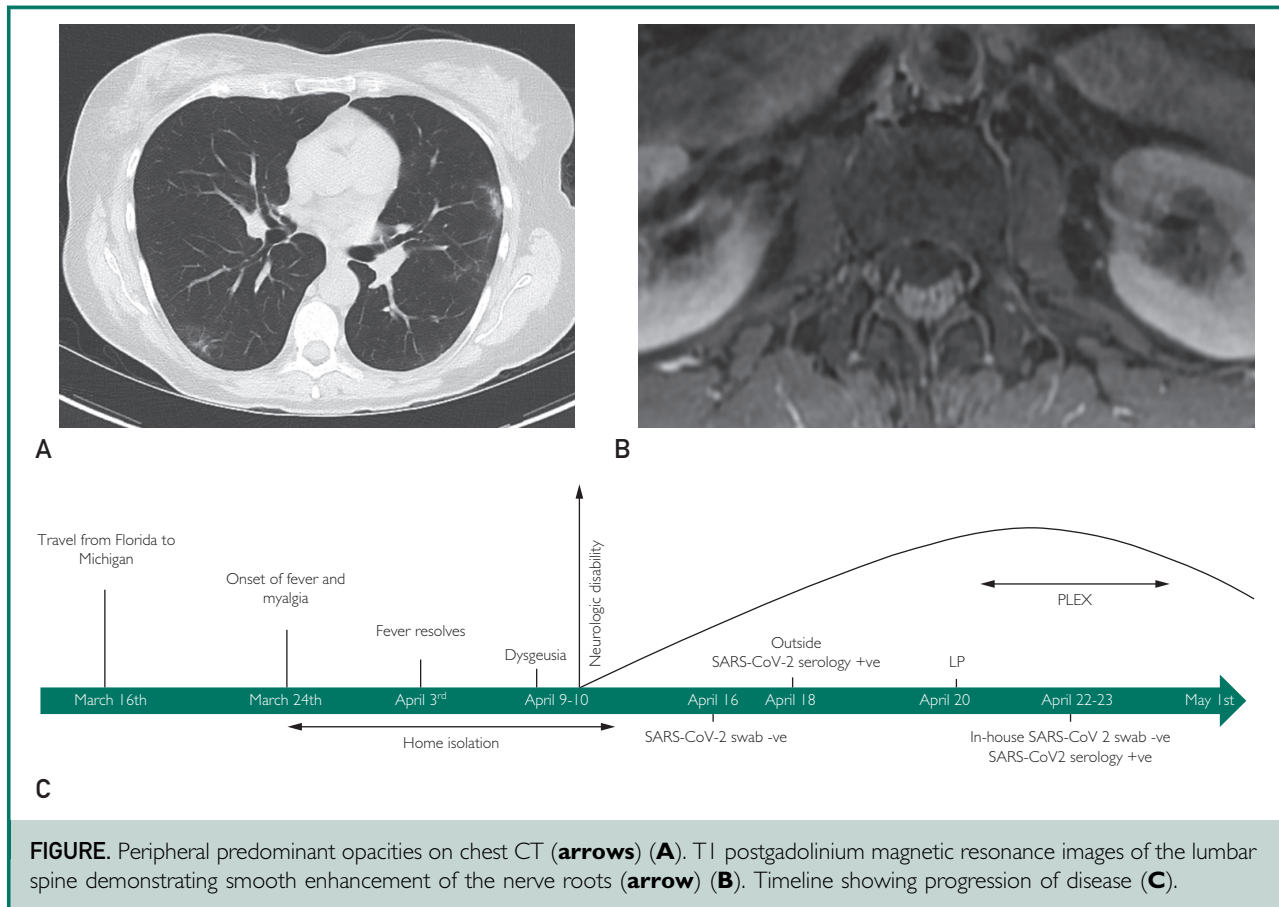 A
B
Travel from Florida to
Michigan
Onset of fever and
myalgia
Fever resolves
Dysgeusia
Neurologic disability
Outside
SARS-CoV-2 serology +ve
LP
PLEX
March 16th
March 24th
April 3rd
April 9-10
April 16
April 18
April 20
April 22-23
May 1st
Home isolation
SARS-CoV-2 swab -ve
In-house SARS-CoV 2 swab -ve
SARS-CoV2 serology +ve
C
FIGURE. Peripheral predominant opacities on chest CT (arrows) (A). T1 postgadolinium magnetic resonance images of the lumbar
spine demonstrating smooth enhancement of the nerve roots (arrow) (B). Timeline showing progression of disease (C).